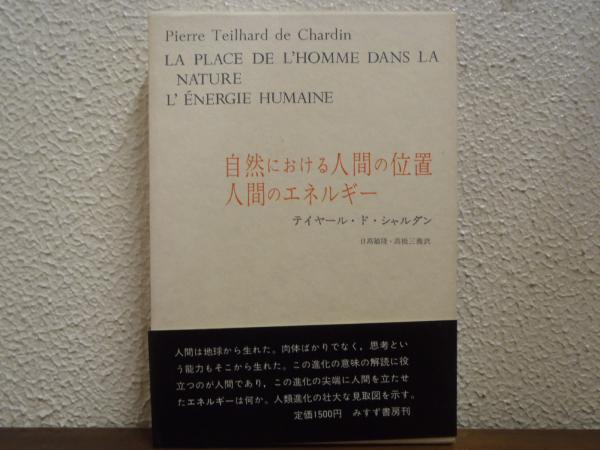 Pierre Teilhard de Chardin
LA PLACE DE L'HOMME DANS LA
NATURE
L' ÉNERGIE HUMAINE
自然における人間の位置
人間のエネルギー
テイヤール・ド・シャルダン
日高敏隆・高橋三義訳
人間は地球から生れた。肉体ばかりでなく，思考とい
う能力もそこから生れた。この進化の意味の解読に役
立つのが人間であり，この進化の尖端に人間を立たせ
たエネルギーは何か。人類進化の壮大な見取図を示す。
定価1500円 みすず書房刊